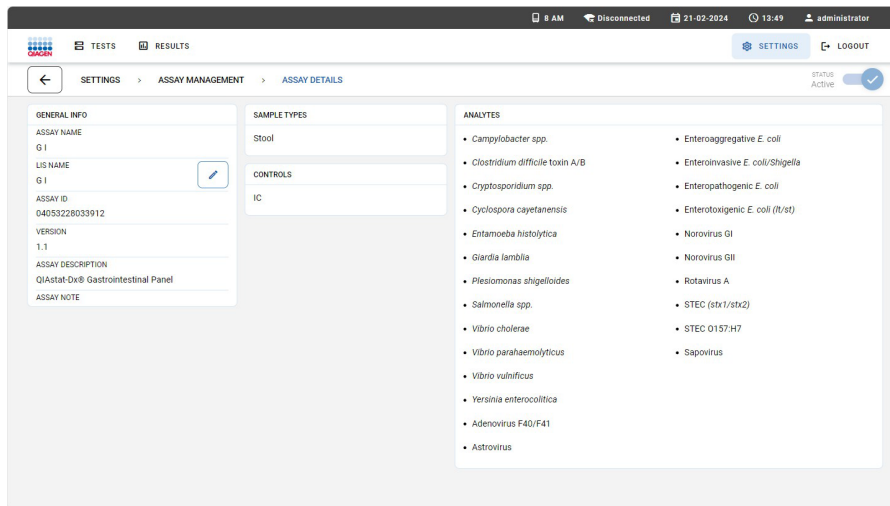 8 AM Disconnected 21-02-2024 13:49 administrator
QIAGEN TESTS RESULTS SETTINGS LOGOUT
SETTINGS > ASSAY MANAGEMENT > ASSAY DETAILS
STATUS
Active
GENERAL INFO
ASSAY NAME
G I
LIS NAME
G I
ASSAY ID
04053228033912
VERSION
1.1
ASSAY DESCRIPTION
QIAstat-Dx® Gastrointestinal Panel
ASSAY NOTE
SAMPLE TYPES
Stool
CONTROLS
IC
ANALYTES
• Campylobacter spp.
• Clostridium difficile toxin A/B
• Cryptosporidium spp.
• Cyclospora cayetanensis
• Entamoeba histolytica
• Giardia lamblia
• Plesiomonas shigelloides
• Salmonella spp.
• Vibrio cholerae
• Vibrio parahaemolyticus
• Vibrio vulnificus
• Yersinia enterocolitica
• Adenovirus F40/F41
• Astrovirus
• Enteroaggregative E. coli
• Enteroinvasive E. coli/Shigella
• Enteropathogenic E. coli
• Enterotoxigenic E. coli (lt/st)
• Norovirus GI
• Norovirus GII
• Rotavirus A
• STEC (stx1/stx2)
• STEC O157:H7
• Sapovirus